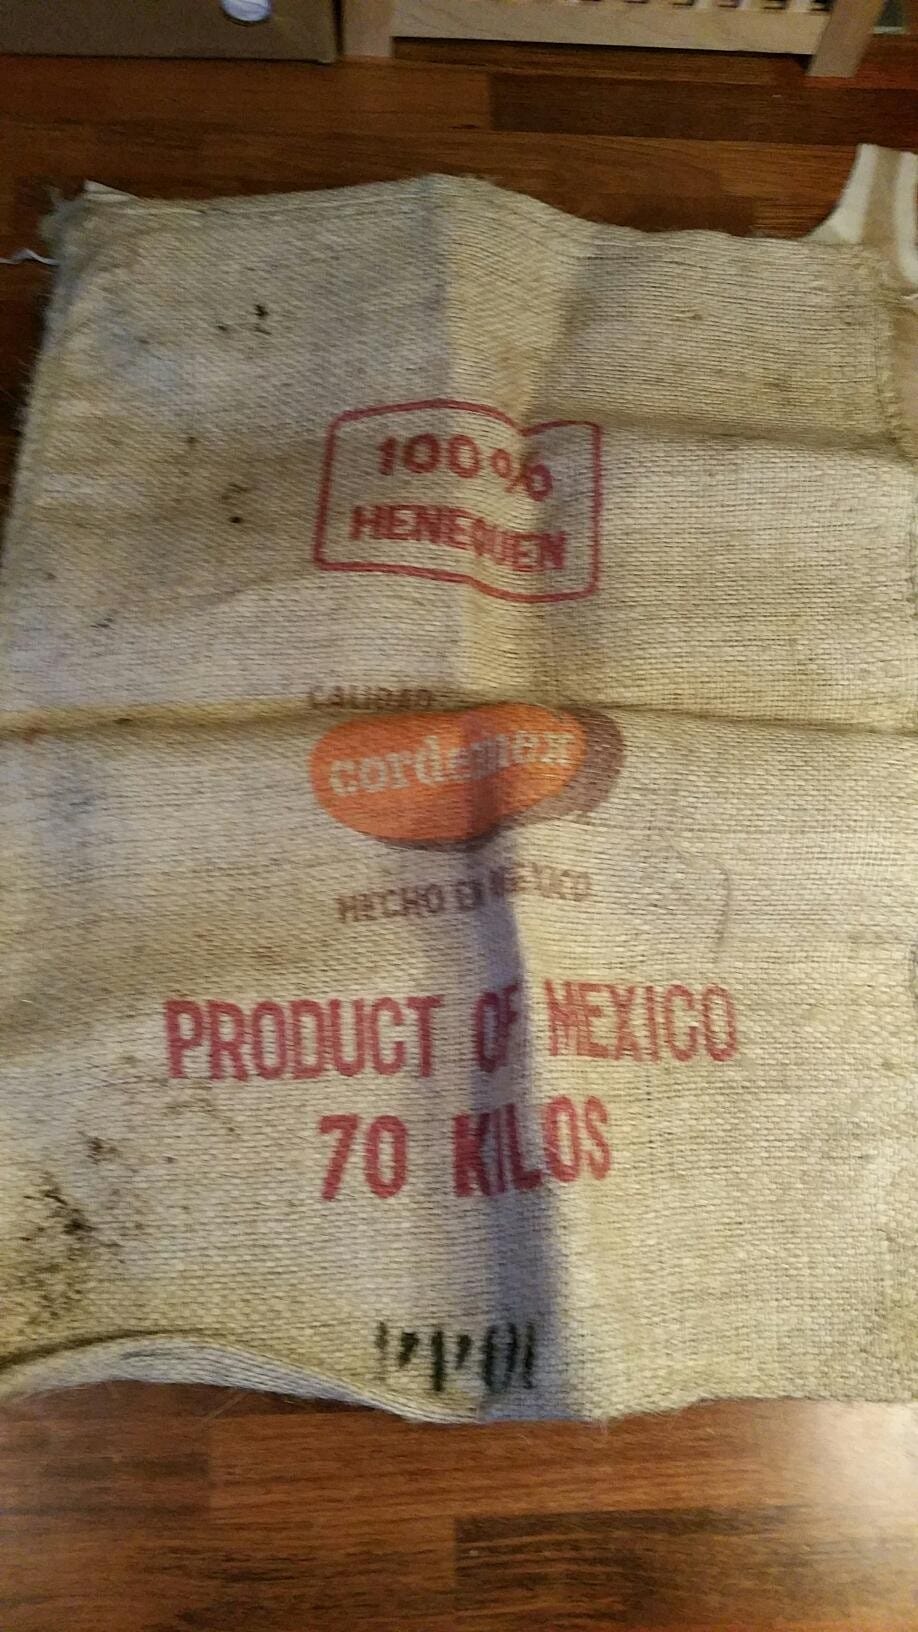 100%
HENEQUEN
CALIDAD
cordemex
HECHO EN MEXICO
PRODUCT OF MEXICO
70 KILOS